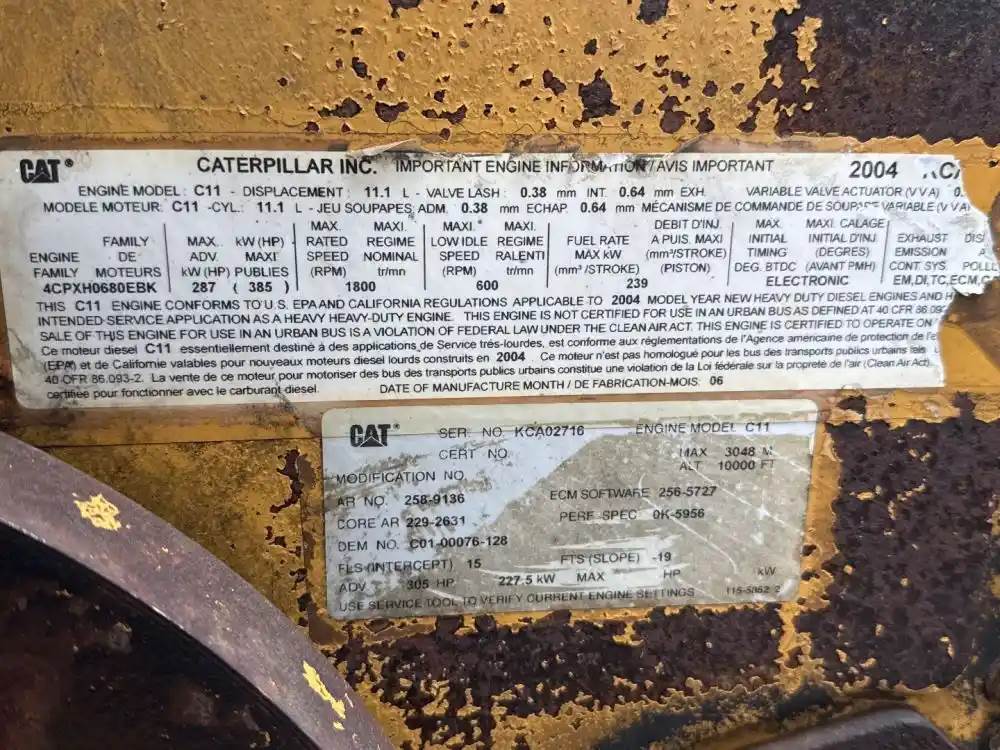 CAT® CATERPILLAR INC. IMPORTANT ENGINE INFORMATION / AVIS IMPORTANT 2004
ENGINE MODEL: C11 - DISPLACEMENT: 11.1 L - VALVE LASH: 0.38 mm INT. 0.64 mm EXH. VARIABLE VALVE ACTUATOR (V V A)
MODELE MOTEUR: C11 -CYL.: 11.1 L - JEU SOUPAPES: ADM. 0.38 mm ECHAP. 0.64 mm MÉCANISME DE COMMANDE DE SOUPAPE VARIABLE (V V A)
ENGINE FAMILY
FAMILY DE MOTEURS
4CPXH0680EBK
MAX. ADV. kW (HP)
kW (HP) MAXI PUBLIES
287 ( 385 )
MAX. RATED SPEED (RPM)
MAXI. REGIME NOMINAL tr/mn
1800
MAX. LOW IDLE SPEED (RPM)
MAXI. REGIME RALENTI tr/mn
600
FUEL RATE MAX kW (mm³/STROKE)
DEBIT D'INJ. A PUIS. MAXI (mm³/STROKE) (PISTON)
239
MAX. INITIAL TIMING DEG. BTDC
MAXI. CALAGE INITIAL D'INJ. (DEGRES) (AVANT PMH)
ELECTRONIC
EXHAUST EMISSION CONT. SYS.
EM,DI,TC,ECM,
THIS C11 ENGINE CONFORMS TO U.S. EPA AND CALIFORNIA REGULATIONS APPLICABLE TO 2004 MODEL YEAR NEW HEAVY DUTY DIESEL ENGINES AND
INTENDED SERVICE APPLICATION AS A HEAVY HEAVY-DUTY ENGINE. THIS ENGINE IS NOT CERTIFIED FOR USE IN AN URBAN BUS AS DEFINED AT 40 CFR 86.093
SALE OF THIS ENGINE FOR USE IN AN URBAN BUS IS A VIOLATION OF FEDERAL LAW UNDER THE CLEAN AIR ACT. THIS ENGINE IS CERTIFIED TO OPERATE ON
Ce moteur diesel C11 essentiellement destiné à des applications de Service très-lourdes, est conforme aux réglementations de l'Agence americaine de protection de
(EPA) et de Californie valables pour nouveaux moteurs diesel lourds construits en 2004 . Ce moteur n'est pas homologué pour les bus des transports publics urbains tels
40 CFR 86.093-2. La vente de ce moteur pour motoriser des bus des transports publics urbains constitue une violation de la Loi fédérale sur la propreté de l'air (Clean Air Act)
certifiée pour fonctionner avec le carburant diesel. DATE OF MANUFACTURE MONTH / DE FABRICATION-MOIS: 06
CAT® SER. NO. KCA02716 ENGINE MODEL C11
CERT NO. MAX 3048 M
MODIFICATION NO. ALT 10000 FT
AR NO. 258-9136 ECM SOFTWARE 256-5727
CORE AR 229-2631 PERF SPEC 0K-5956
DEM NO. C01-00076-128
FLS (INTERCEPT) 15 FTS (SLOPE) -19
ADV 305 HP 227.5 kW MAX HP kW
USE SERVICE TOOL TO VERIFY CURRENT ENGINE SETTINGS 115-5052 2